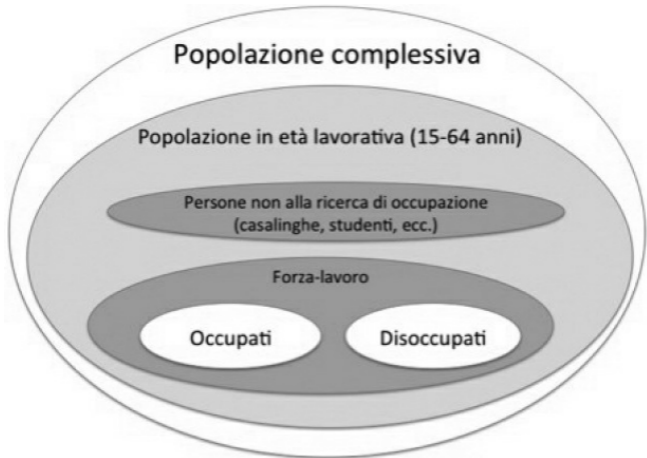 Popolazione complessiva
Popolazione in età lavorativa (15-64 anni)
Persone non alla ricerca di occupazione
(casalinghe, studenti, ecc.)
Forza-lavoro
Occupati
Disoccupati